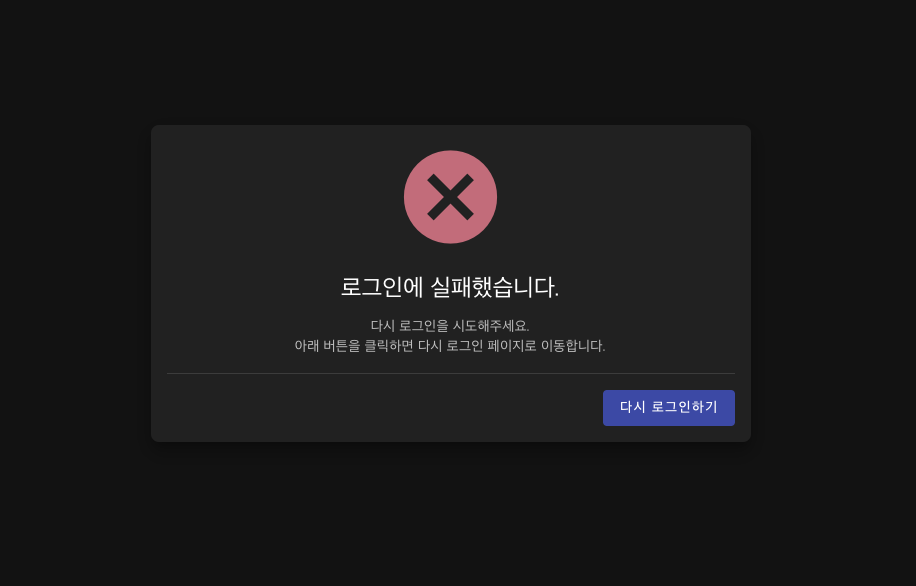 로그인에 실패했습니다.
다시 로그인을 시도해주세요.
아래 버튼을 클릭하면 다시 로그인 페이지로 이동합니다.
다시 로그인하기